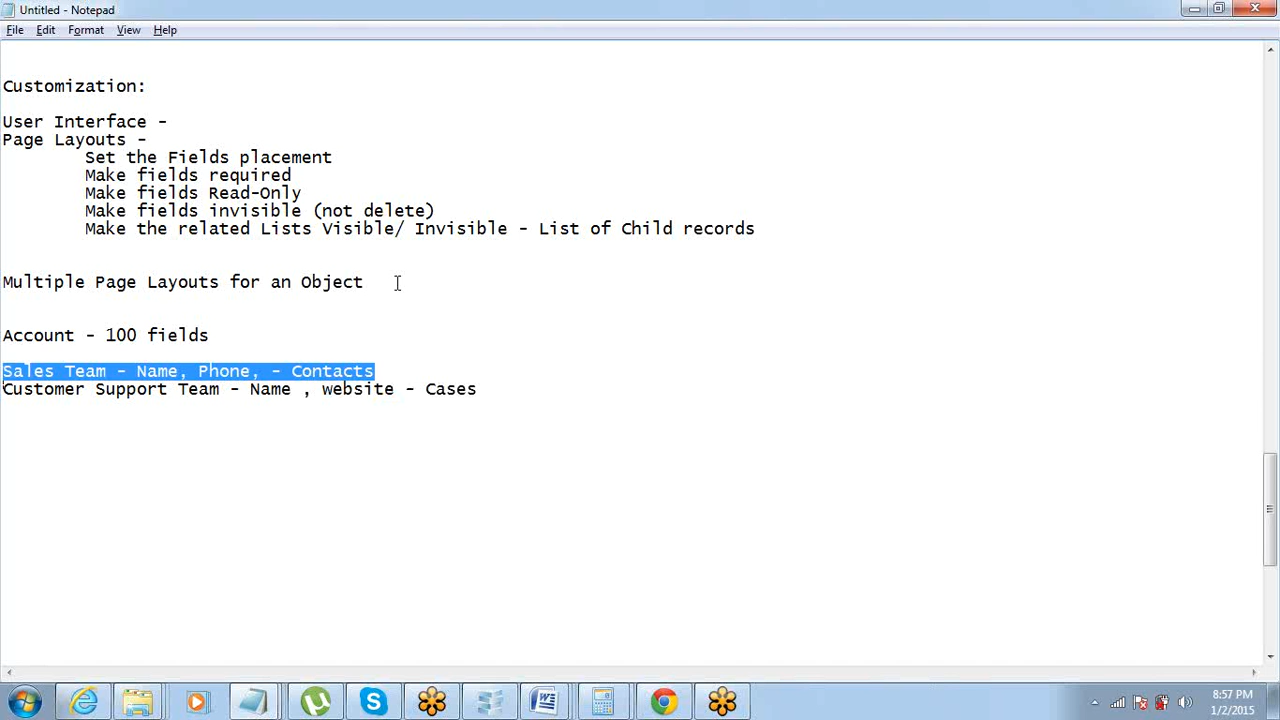 Untitled - Notepad
File Edit Format View Help
Customization:
User Interface -
Page Layouts -
Set the Fields placement
Make fields required
Make fields Read-Only
Make fields invisible (not delete)
Make the related Lists Visible/ Invisible - List of Child records
Multiple Page Layouts for an Object
Account - 100 fields
Sales Team - Name, Phone, - Contacts
Customer Support Team - Name , website - Cases
8:57 PM
1/2/2015